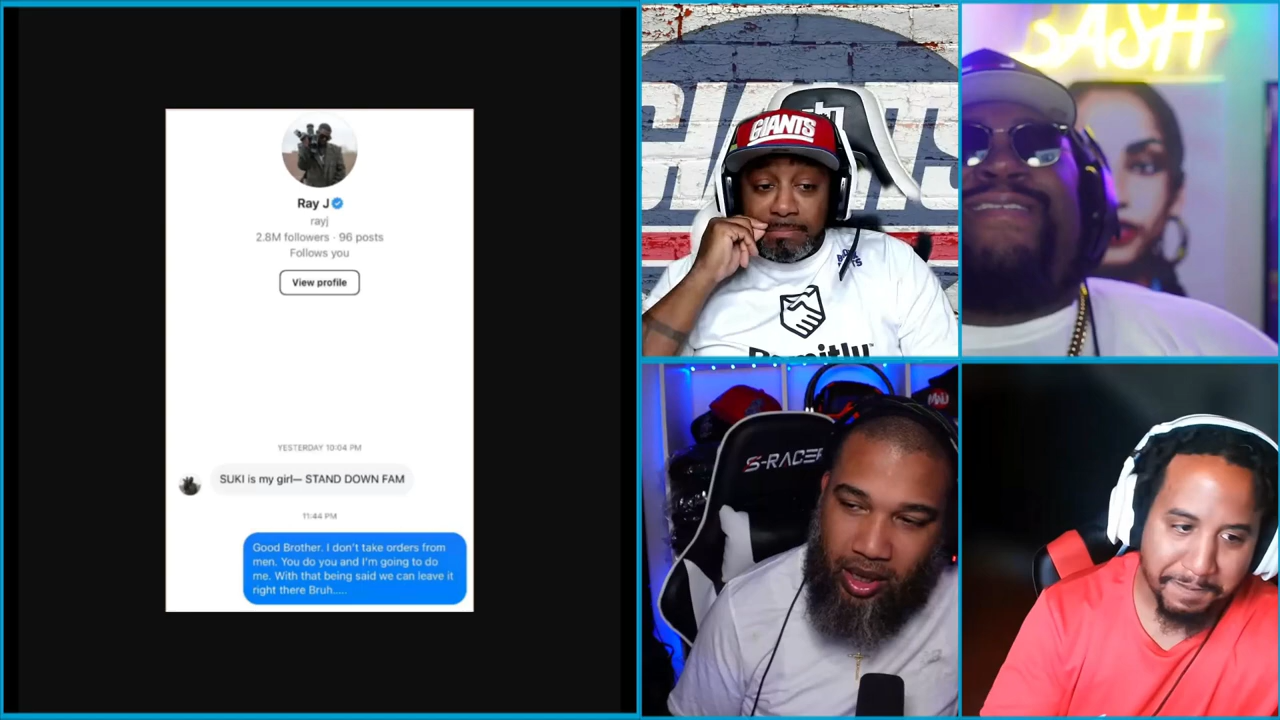 Ray J
rayj
2.8M followers · 96 posts
Follows you
View profile
YESTERDAY 10:04 PM
SUKI is my girl— STAND DOWN FAM
11:44 PM
Good Brother. I don't take orders from
men. You do you and I'm going to do
me. With that being said we can leave it
right there Bruh.....
GIANTS
GIANTS
Remitly
SASH
S-RACER